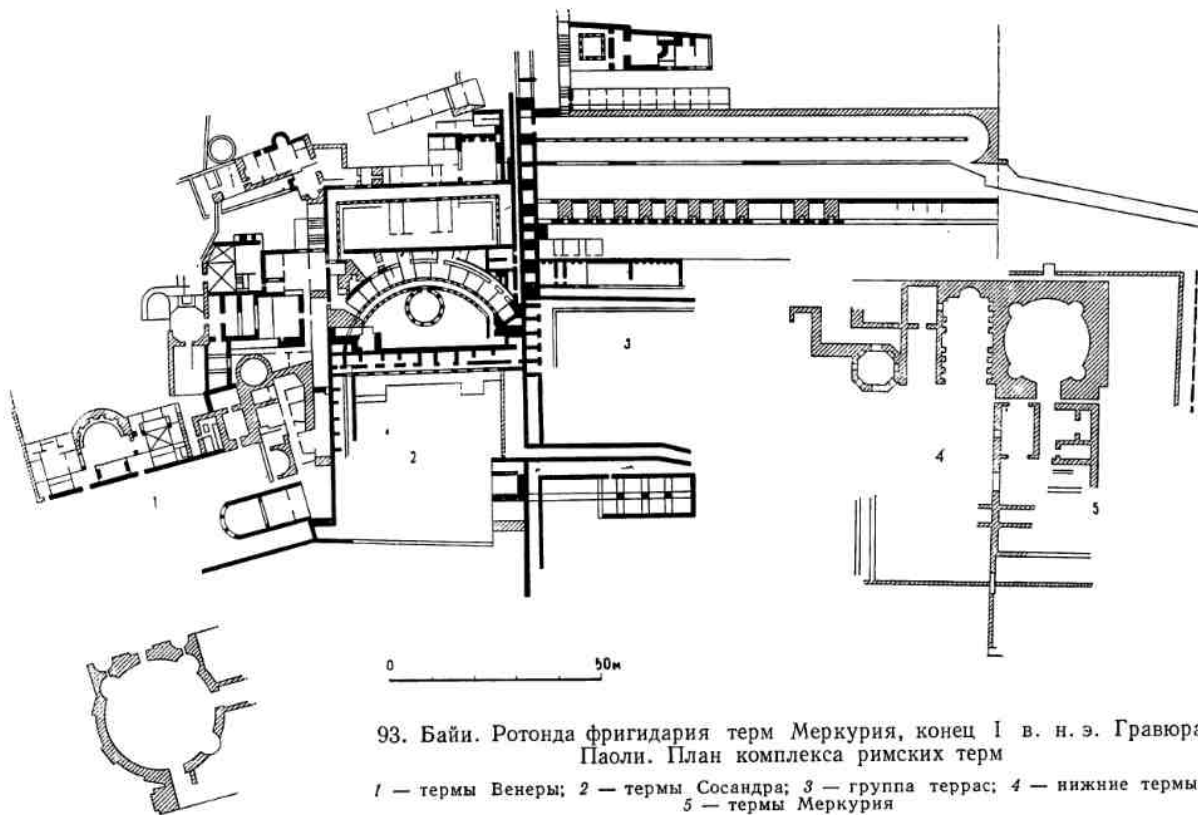 3
2
4
1
5
0 50м
93. Байи. Ротонда фригидария терм Меркурия, конец I в. н. э. Гравюра
Паоли. План комплекса римских терм
1 — термы Венеры; 2 — термы Сосандра; 3 — группа террас; 4 — нижние термы
5 — термы Меркурия